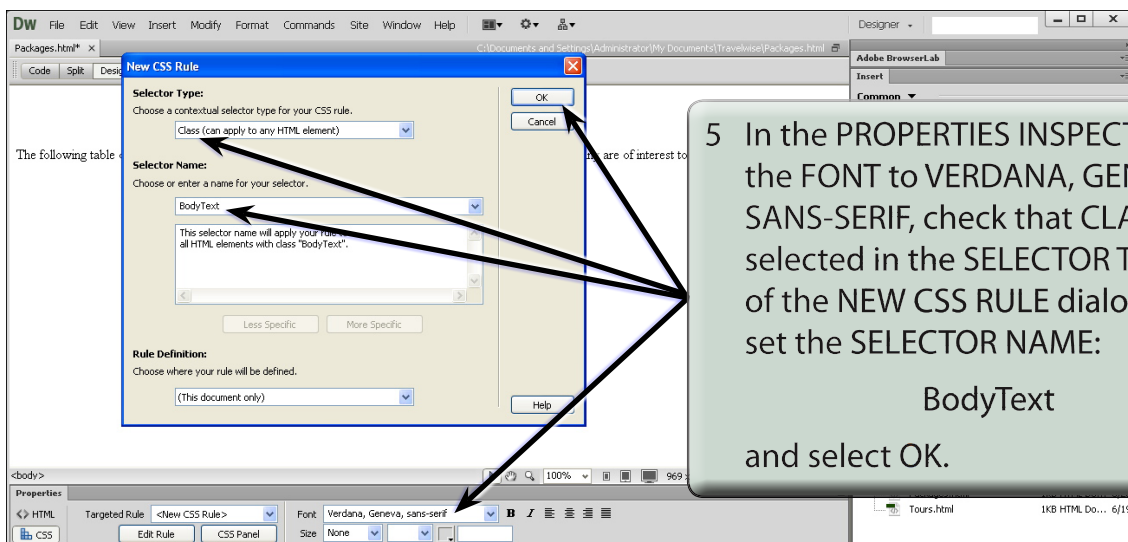 DW File Edit View Insert Modify Format Commands Site Window Help
Designer
Packages.html* ×
C:\Documents and Settings\Administrator\My Documents\Travelwise\Packages.html
Adobe BrowserLab
Code Split
Insert
Common
New CSS Rule
Selector Type:
Choose a contextual selector type for your CSS rule.
Class (can apply to any HTML element)
OK
Cancel
The following table
are of interest to
Selector Name:
Choose or enter a name for your selector.
BodyText
This selector name will apply your rule
all HTML elements with class "BodyText".
Less Specific More Specific
Rule Definition:
Choose where your rule will be defined.
(This document only)
Help
5 In the PROPERTIES
the FONT to VERDANA,
SANS-SERIF, check that
selected in the SELECTOR
of the NEW CSS RULE
set the SELECTOR NAME:
BodyText
and select OK.
<body>
100%
969
Properties
Tours.html 1KB HTML Do...
<> HTML Targeted Rule <New CSS Rule> Font Verdana, Geneva, sans-serif B I
CSS Edit Rule CSS Panel Size None